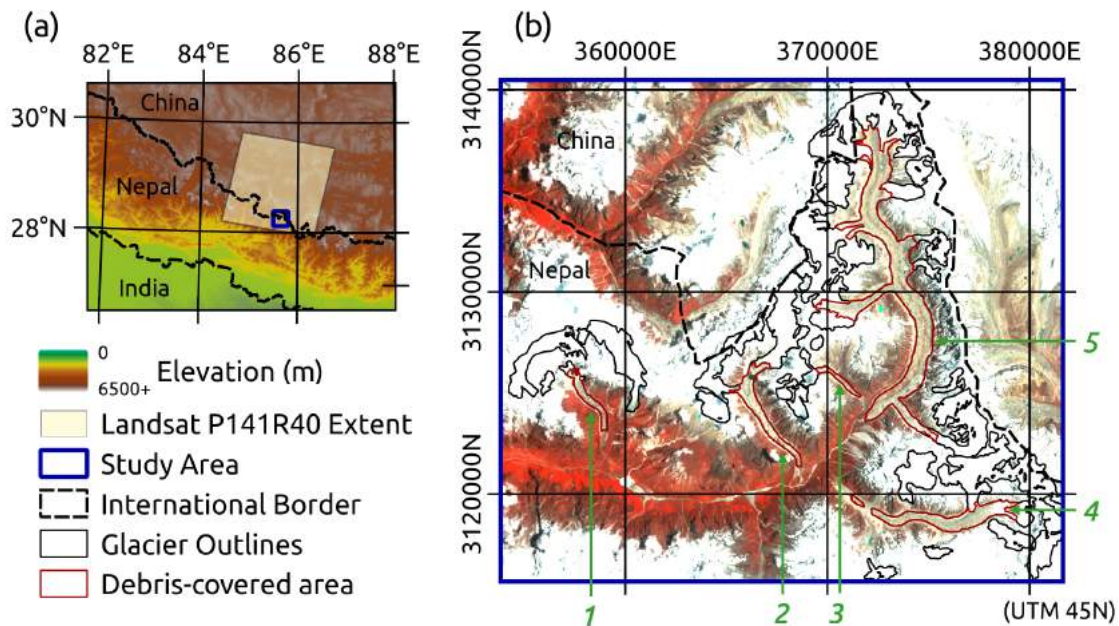 (a)
82°E 84°E 86°E 88°E
30°N
28°N
China
Nepal
India
0
6500+
Elevation (m)
Landsat P141R40 Extent
Study Area
International Border
Glacier Outlines
Debris-covered area
(b)
360000E 370000E 380000E
3140000N
3130000N
3120000N
China
Nepal
5
4
1 2 3
(UTM 45N)